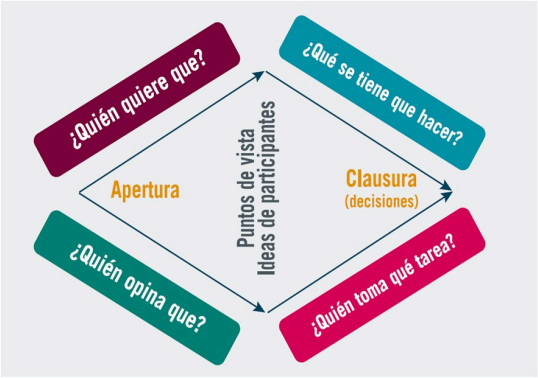 ¿Quién quiere que?
¿Qué se tiene que hacer?
Apertura
Puntos de vista
Ideas de participantes
Clausura
(decisiones)
¿Quién opina que?
¿Quién toma qué tarea?